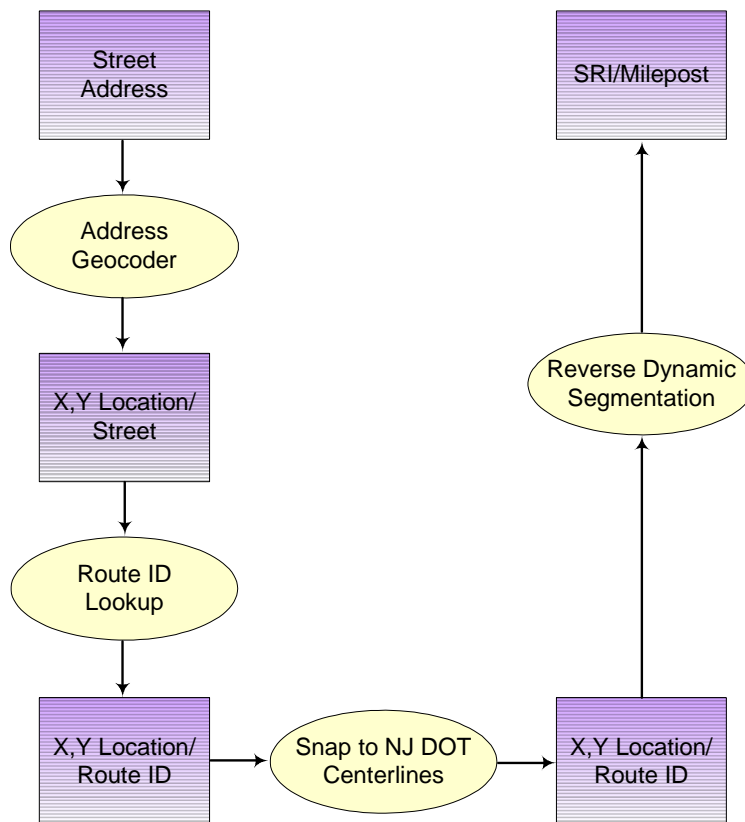 Street
Address
Address
Geocoder
X,Y Location/
Street
Route ID
Lookup
X,Y Location/
Route ID
Snap to NJ DOT
Centerlines
X,Y Location/
Route ID
Reverse Dynamic
Segmentation
SRI/Milepost